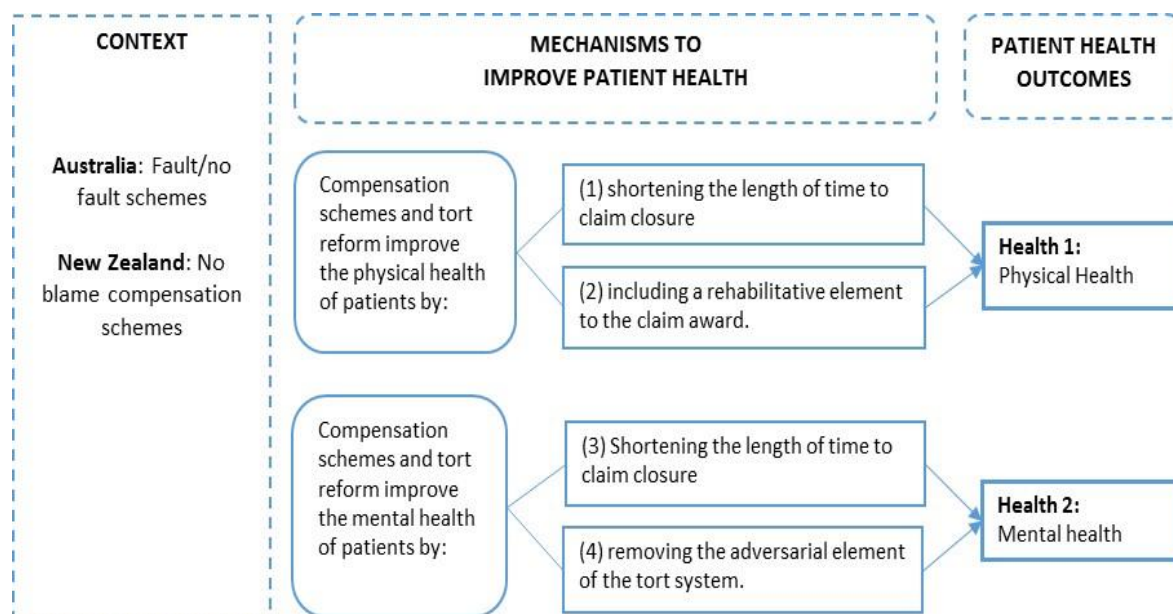 CONTEXT
Australia: Fault/no
fault schemes
New Zealand: No
blame compensation
schemes
MECHANISMS TO
IMPROVE PATIENT HEALTH
PATIENT HEALTH
OUTCOMES
Compensation
schemes and tort
reform improve
the physical health
of patients by:
(1) shortening the length of time to
claim closure
(2) including a rehabilitative element
to the claim award.
Health 1:
Physical Health
Compensation
schemes and tort
reform improve
the mental health
of patients by:
(3) Shortening the length of time to
claim closure
(4) removing the adversarial element
of the tort system.
Health 2:
Mental health